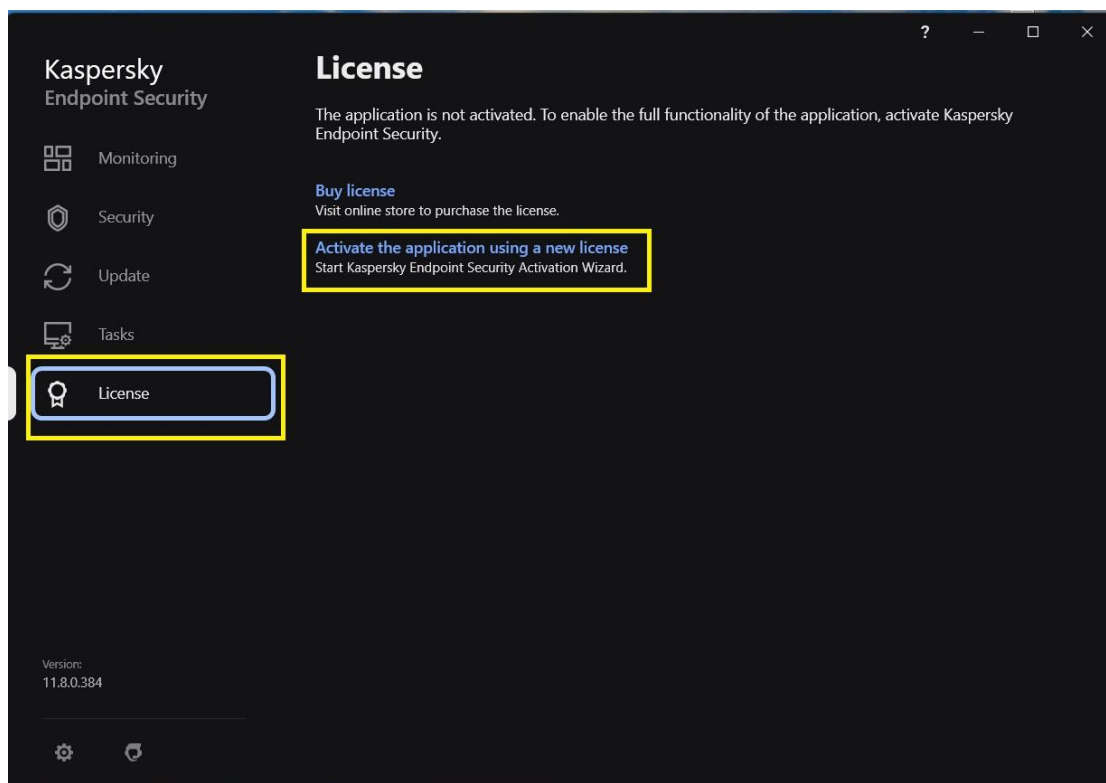 ?
Kaspersky
Endpoint Security
Monitoring
Security
Update
Tasks
License
Version:
11.8.0.384
License
The application is not activated. To enable the full functionality of the application, activate Kaspersky
Endpoint Security.
Buy license
Visit online store to purchase the license.
Activate the application using a new license
Start Kaspersky Endpoint Security Activation Wizard.